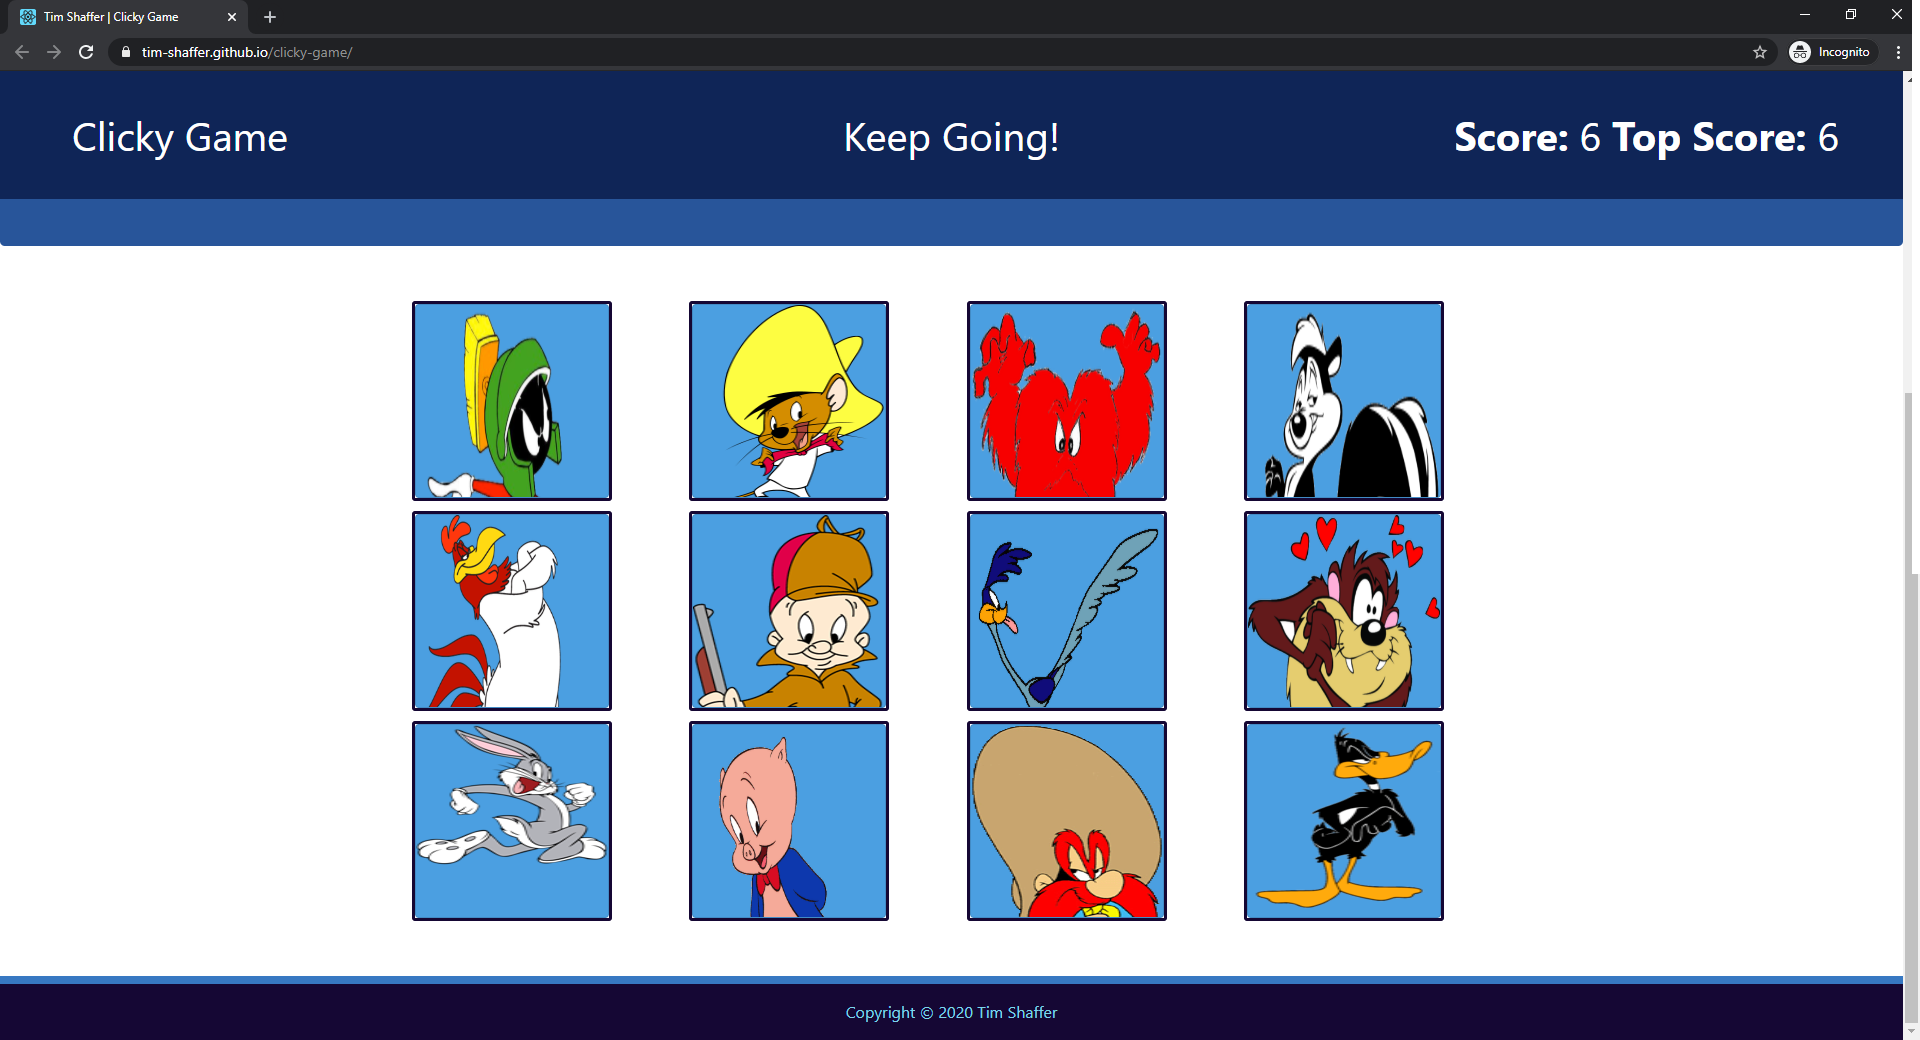 Tim Shaffer | Clicky Game
tim-shaffer.github.io/clicky-game/
Incognito
Clicky Game
Keep Going!
Score: 6 Top Score: 6
Copyright © 2020 Tim Shaffer